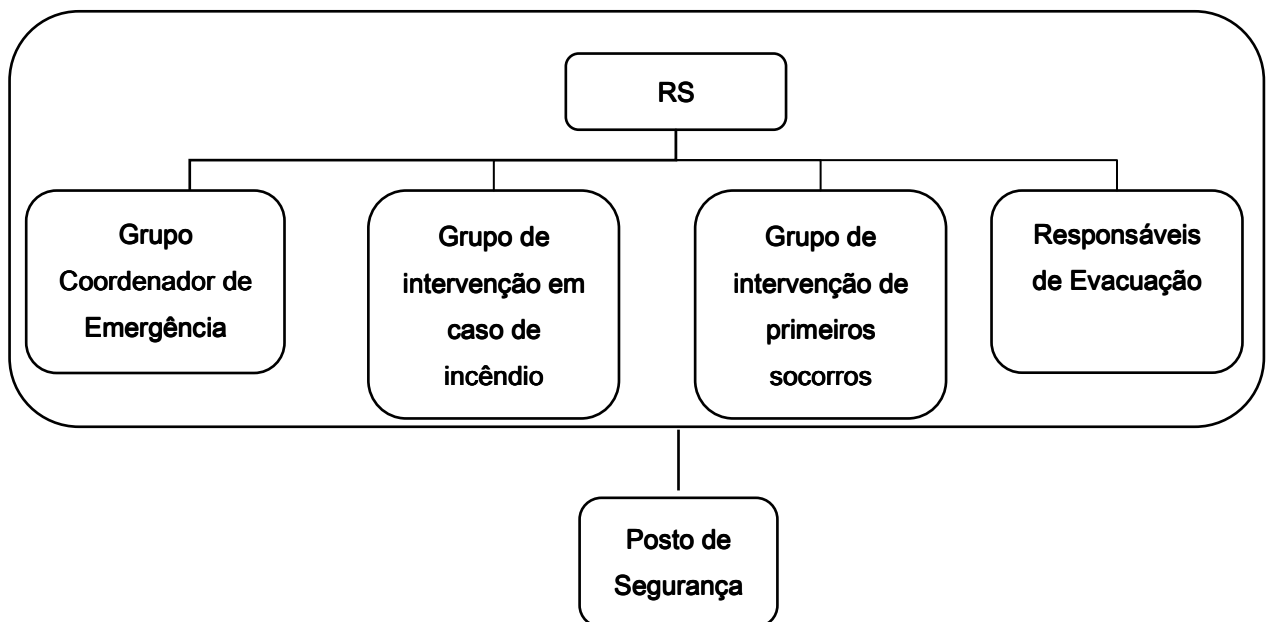 RS
Grupo
Coordenador de
Emergência
Grupo de
intervenção em
caso de
incêndio
Grupo de
intervenção de
primeiros
socorros
Responsáveis
de Evacuação
Posto de
Segurança